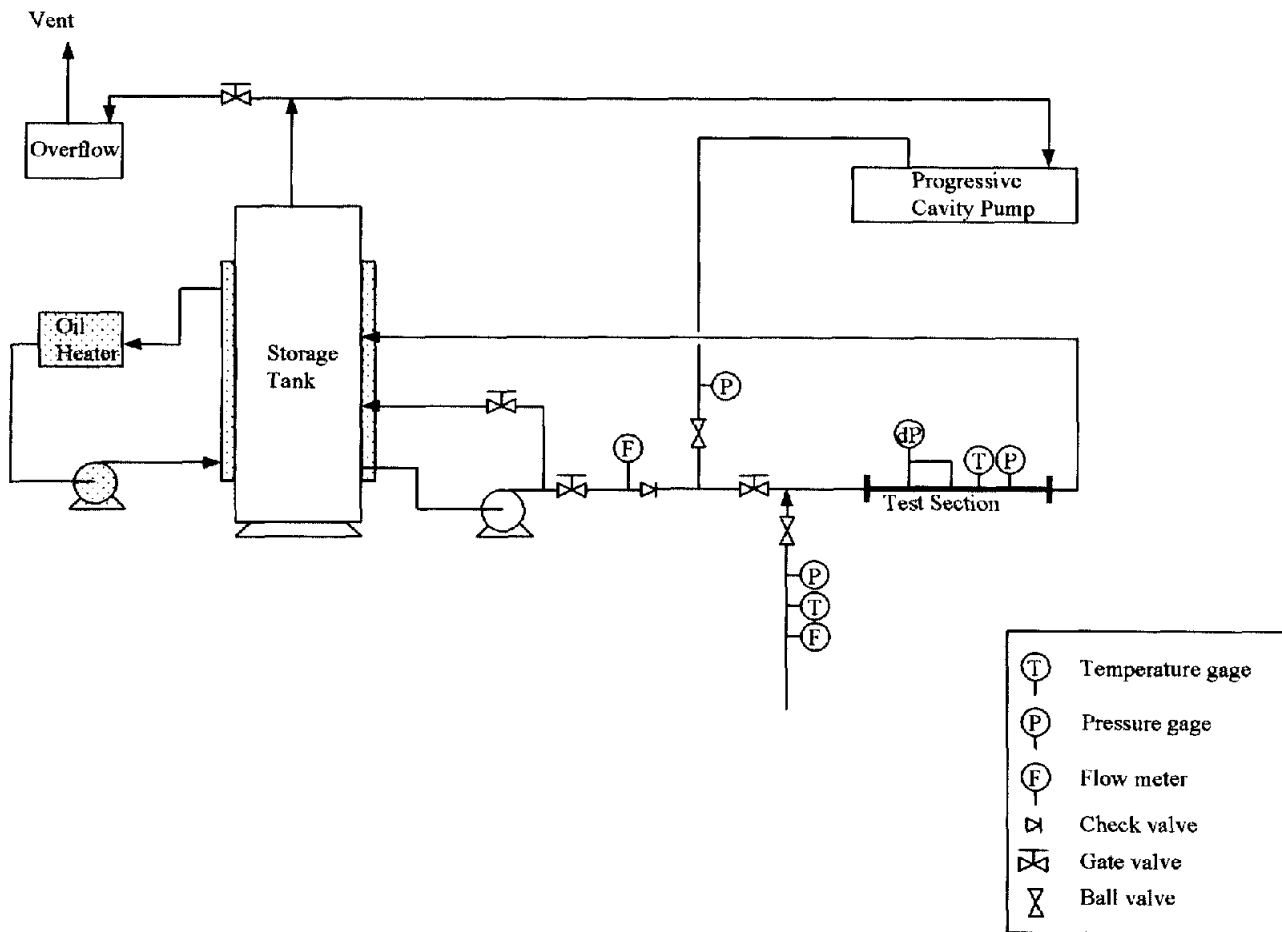 Vent
Overflow
Progressive
Cavity Pump
Oil
Heater
Storage
Tank
P
F
dP
T
P
Test Section
P
T
F
T
Temperature gage
P
Pressure gage
F
Flow meter
Check valve
Gate valve
Ball valve